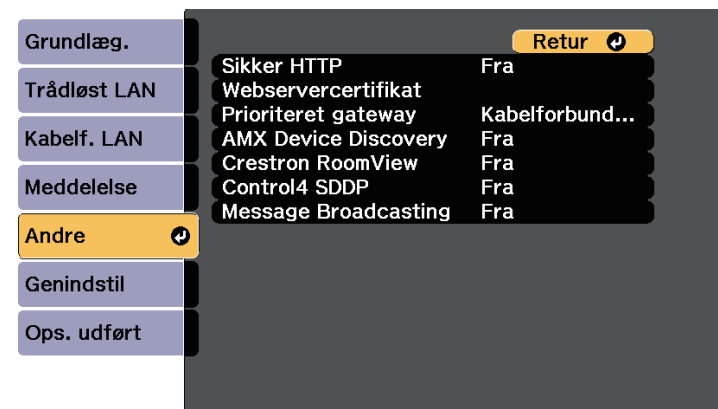 Grundlæg.
Trådløst LAN
Kabelf. LAN
Meddelelse
Andre
Genindstil
Ops. udført
Retur
Sikker HTTP Fra
Webservercertifikat
Prioriteret gateway Kabelforbund...
AMX Device Discovery Fra
Crestron RoomView Fra
Control4 SDDP Fra
Message Broadcasting Fra